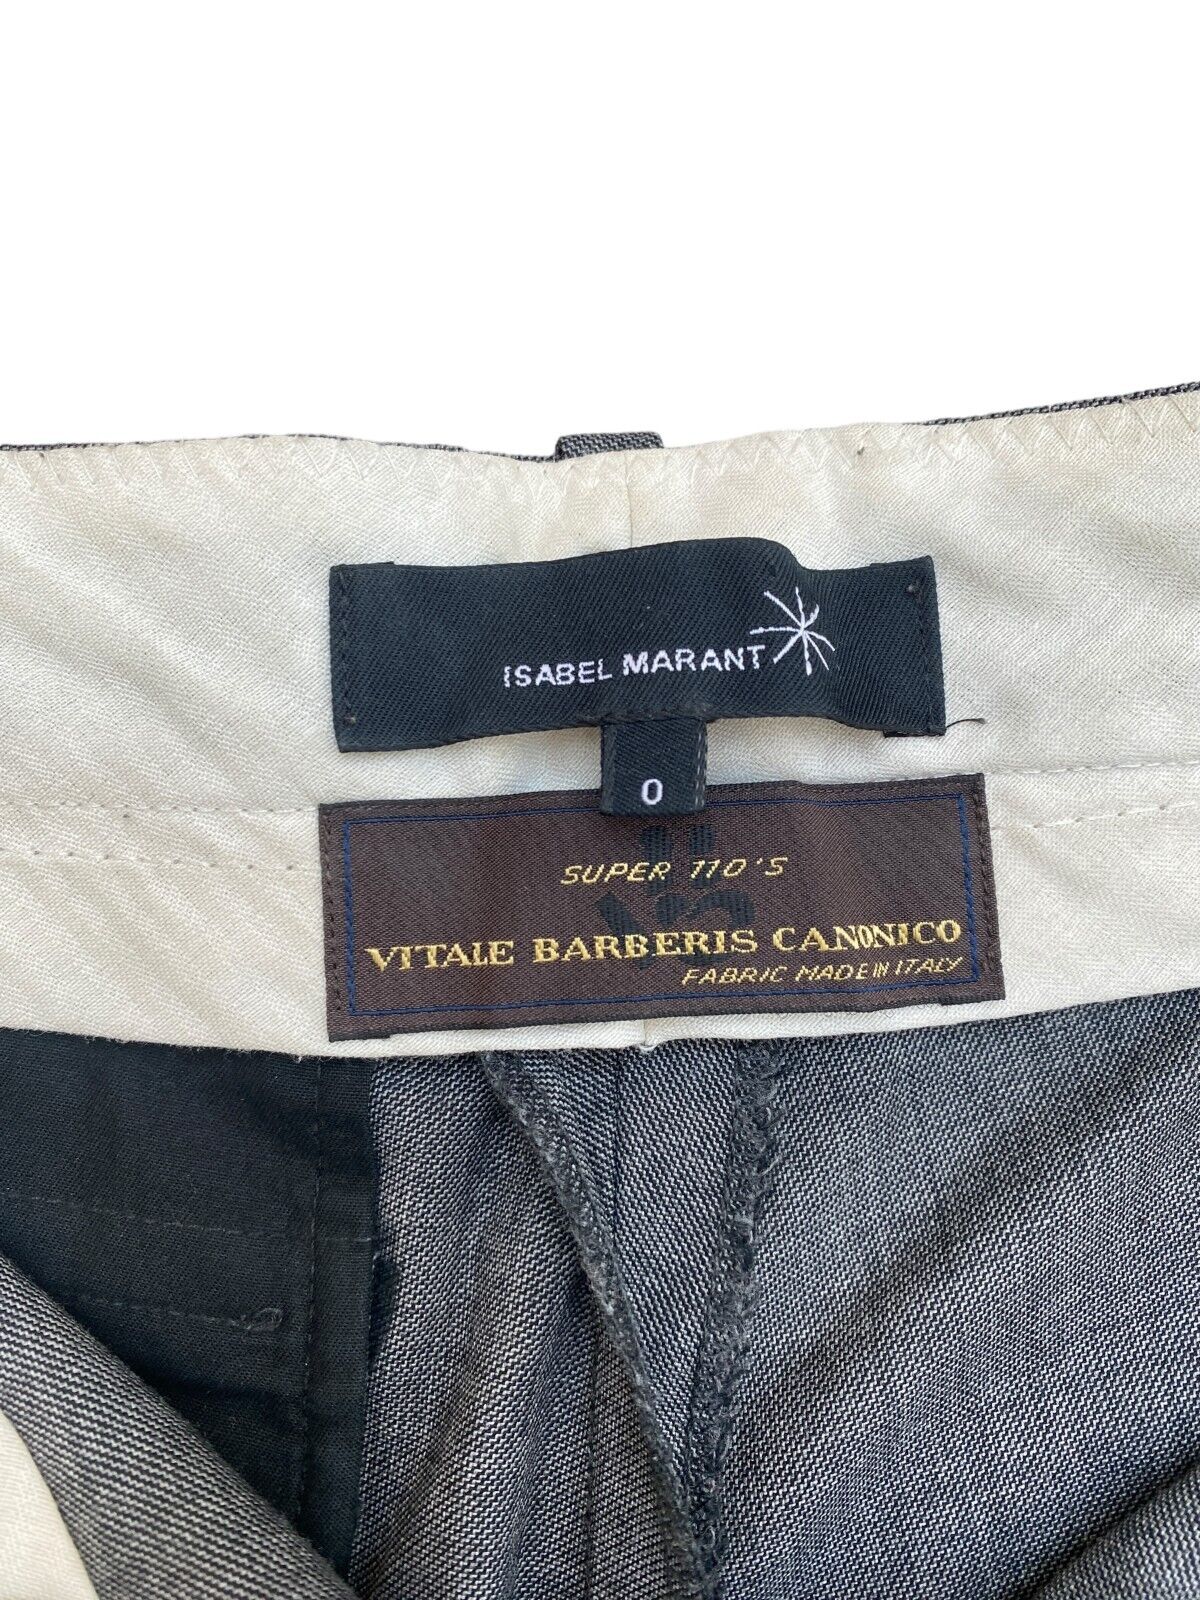 ISABEL MARANT
0
SUPER 110'S
VITALE BARBERIS CANONICO
FABRIC MADE IN ITALY